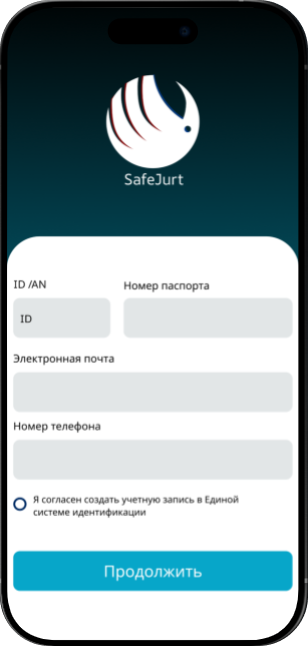 SafeJurt
ID /AN
Номер паспорта
ID
Электронная почта
Номер телефона
Я согласен создать учетную запись в Единой
системе идентификации
Продолжить